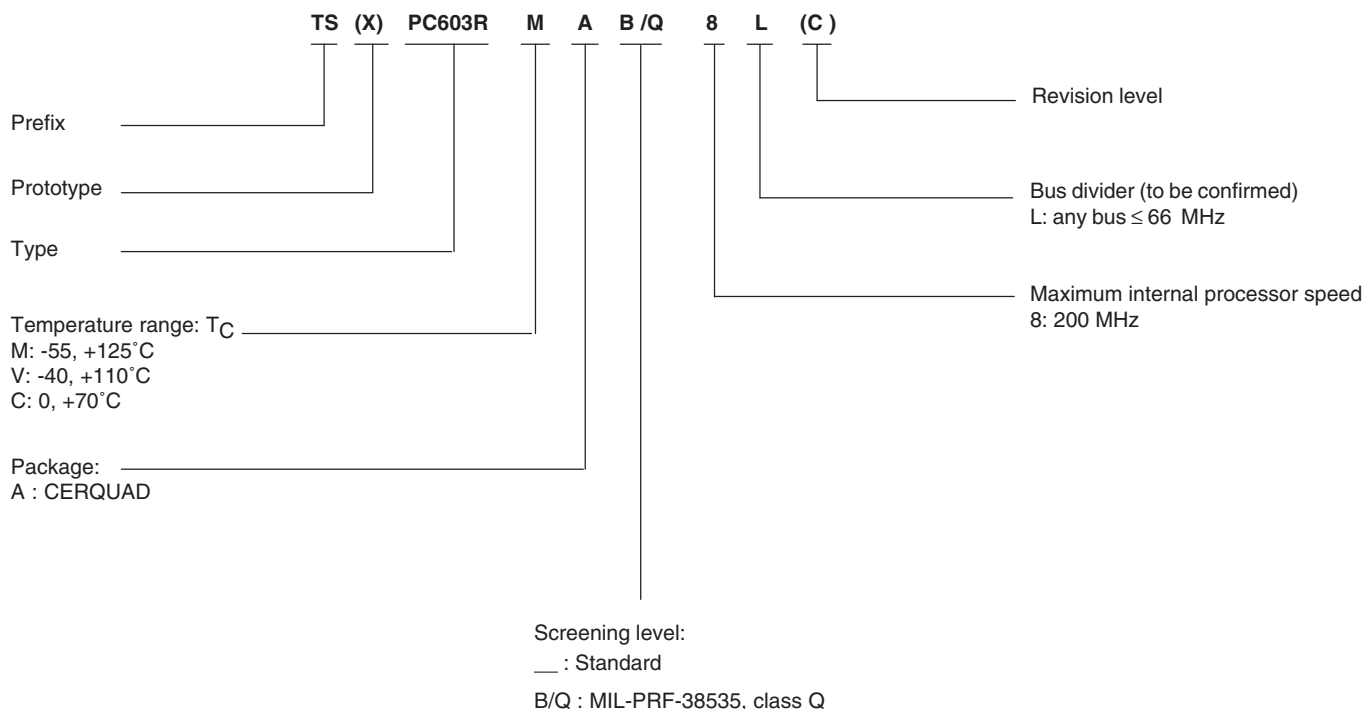 TS (X) PC603R M A B /Q 8 L (C )
Prefix
Prototype
Type
Temperature range: TC
M: -55, +125˚C
V: -40, +110˚C
C: 0, +70˚C
Package:
A : CERQUAD
Screening level:
__ : Standard
B/Q : MIL-PRF-38535, class Q
Revision level
Bus divider (to be confirmed)
L: any bus ≤ 66 MHz
Maximum internal processor speed
8: 200 MHz